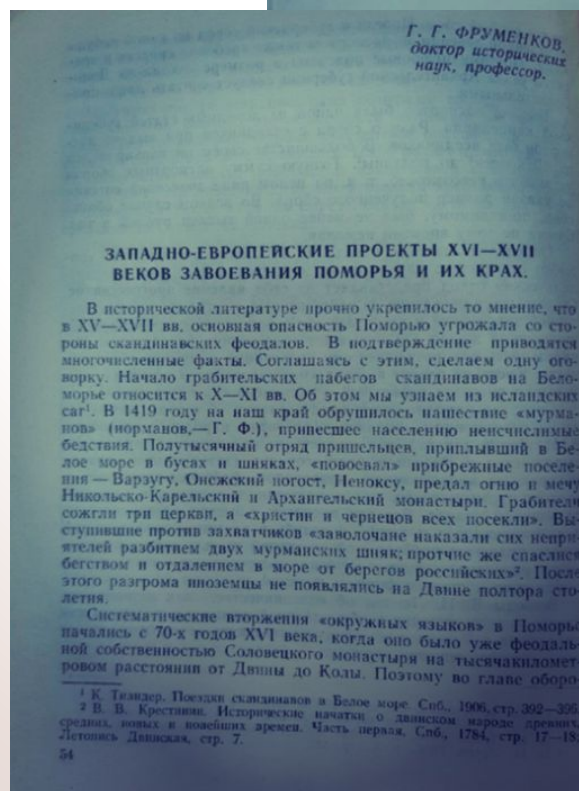 Г. Г. ФРУМЕНКОВ,
доктор исторических
наук, профессор.
ЗАПАДНО-ЕВРОПЕЙСКИЕ ПРОЕКТЫ XVI—XVII
ВЕКОВ ЗАВОЕВАНИЯ ПОМОРЬЯ И ИХ КРАХ.
В исторической литературе прочно укрепилось то мнение, что
в XV—XVII вв. основная опасность Поморью угрожала со сто-
роны скандинавских феодалов. В подтверждение приводятся
многочисленные факты. Соглашаясь с этим, сделаем одну ого-
ворку. Начало грабительских набегов скандинавов на Бело-
морье относится к X—XI вв. Об этом мы узнаем из исландских
саг¹. В 1419 году на наш край обрушилось нашествие «мурма-
нов» (норманов,— Г. Ф.), принесшее населению неисчислимые
бедствия. Полутысячный отряд пришельцев, приплывший в Бе-
лое море в бусах и шняках, «повоевал» прибрежные поселе-
ния — Варзугу, Онежский погост, Неноксу, предал огню и мечу
Никольско-Карельский и Архангельский монастыри. Грабители
сожгли три церкви, а «христиан и чернецов всех посекли». Вы-
ступившие против захватчиков «заволочане наказали сих неприя-
ятелей разбитием двух мурманских шняк; протчие же спаслися
бегством и отдалением в море от берегов российских»². После
этого разгрома иноземцы не появлялись на Двине полтора сто-
летия.
Систематические вторжения «окружных языков» в Поморье
начались с 70-х годов XVI века, когда оно было уже феодаль-
ной собственностью Соловецкого монастыря на тысячакиломет-
ровом расстоянии от Двины до Колы. Поэтому во главе оборо-
¹ К. Тиандер. Поездки скандинавов в Белое море. Спб., 1906, стр. 392—396.
² В. В. Крестинин. Исторические начатки о двинском народе древних,
средних, новых и новейших времен. Часть первая, Спб., 1784, стр. 17—18;
Летопись Двинская, стр. 7.
54